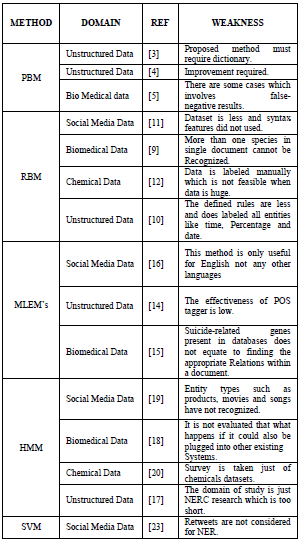 METHOD DOMAIN REF WEAKNESS
PBM
Unstructured Data [3] Proposed method must
require dictionary.
Unstructured Data [4] Improvement required.
Bio Medical data [5] There are some cases which
involves false-
negative results.
RBM
Social Media Data [11] Dataset is less and syntax
features did not used.
Biomedical Data [9] More than one species in
single document cannot be
Recognized.
Chemical Data [12] Data is labeled manually
which is not feasible when
data is huge.
Unstructured Data [10] The defined rules are less
and does labeled all entities
like time, Percentage and
date.
MLEM's
Social Media Data [16] This method is only useful
for English not any other
languages
Unstructured Data [14] The effectiveness of POS
tagger is low.
Biomedical Data [15] Suicide-related genes
present in databases does
not equate to finding the
appropriate Relations within
a document.
HMM
Social Media Data [19] Entity types such as
products, movies and songs
have not recognized.
Biomedical Data [18] It is not evaluated that what
happens if it could also be
plugged into other existing
Systems.
Chemical Data [20] Survey is taken just of
chemicals datasets.
Unstructured Data [17] The domain of study is just
NERC research which is too
short.
SVM Social Media Data [23] Retweets are not considered
for NER.